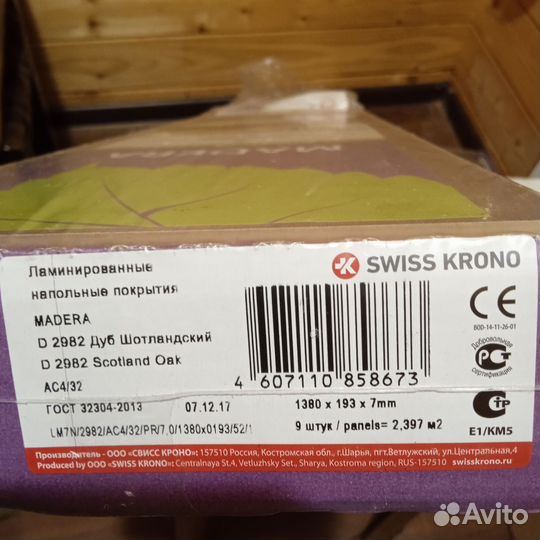 MADERA
Ламинированные
напольные покрытия
MADERA
D 2982 Дуб Шотландский
D 2982 Scotland Oak
AC4/32
ГОСТ 32304-2013 07.12.17
LM7N/2982/AC4/32/PR/7,0/1380x0193/52/1
SWISS KRONO
4 607110 858673
1380 x 193 x 7mm
9 штук / panels= 2,397 м2
CE
BOD-14-11-26-01
Добровольная
РСТ
сертификация
СТР
E1/KM5
Производитель - ООО «СВИСС КРОНО»: 157510 Россия, Костромская обл., г.Шарья, пгт.Ветлужский, ул.Центральная,4
Produced by ООО «SWISS KRONO»: Centralnaya St.4, Vetluzhsky Set., Sharya, Kostroma region, RUS-157510 swisskrono.ru
Avito